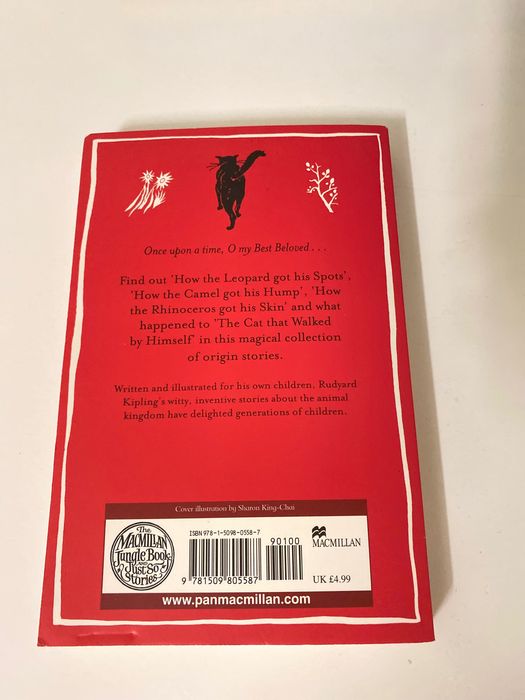 Once upon a time, O my Best Beloved . . .
Find out 'How the Leopard got his Spots',
'How the Camel got his Hump', 'How
the Rhinoceros got his Skin' and what
happened to 'The Cat that Walked
by Himself' in this magical collection
of origin stories.
Written and illustrated for his own children, Rudyard
Kipling's witty, inventive stories about the animal
kingdom have delighted generations of children.
Cover illustration by Sharon King-Chai
The
MACMILLAN
Jungle Book
AND
Just So
Stories
ISBN 978-1-5098-0558-7
90100
9 781509 805587
MACMILLAN
UK £4.99
www.panmacmillan.com